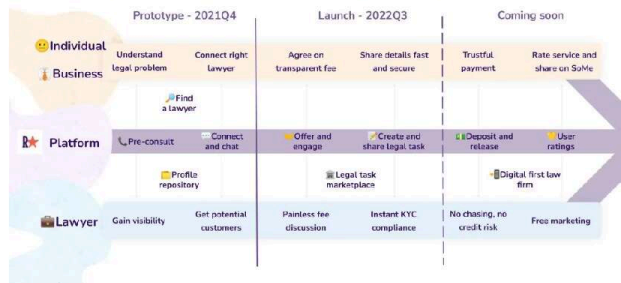 Prototype - 2021Q4
Launch - 2022Q3
Coming soon
Individual
Business
Understand
legal problem
Connect right
lawyer
Agree on
transparent fee
Share details fast
and secure
Trustful
payment
Rate service and
share on SoMe
Find
a lawyer
Platform
Pre-consult
Connect
and chat
Offer and
engage
Create and
share legal task
Deposit and
release
User
ratings
Profile
repository
Legal task
marketplace
Digital first law
firm
Lawyer
Gain visibility
Get potential
customers
Painless fee
discussion
Instant KYC
compliance
No chasing, no
credit risk
Free marketing